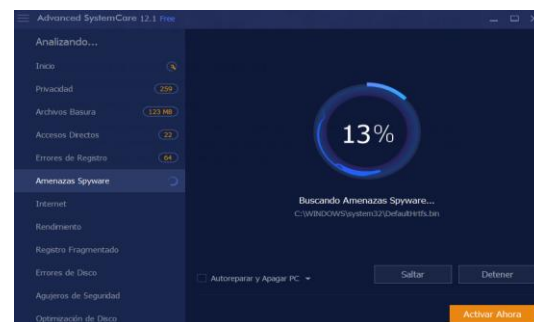 Advanced SystemCare 12.1 Free
Analizando...
Inicio
Privacidad 259
Archivos Basura 123 MB
Accesos Directos 22
Errores de Registro 64
Amenazas Spyware
Internet
Rendimiento
Registro Fragmentado
Errores de Disco
Agujeros de Seguridad
Optimización de Disco
13%
Buscando Amenazas Spyware...
C:\WINDOWS\system32\DefaultHrtfs.bin
Autoreparar y Apagar PC
Saltar
Detener
Activar Ahora